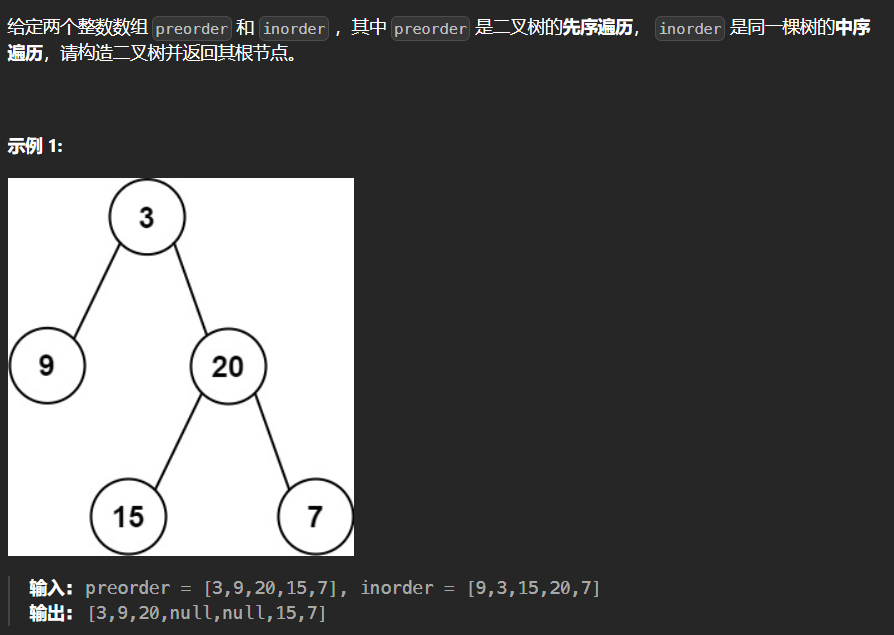 给定两个整数数组 preorder 和 inorder ，其中 preorder 是二叉树的先序遍历， inorder 是同一棵树的中序
遍历，请构造二叉树并返回其根节点。
示例 1:
3
9
20
15
7
输入: preorder = [3,9,20,15,7], inorder = [9,3,15,20,7]
输出: [3,9,20,null,null,15,7]